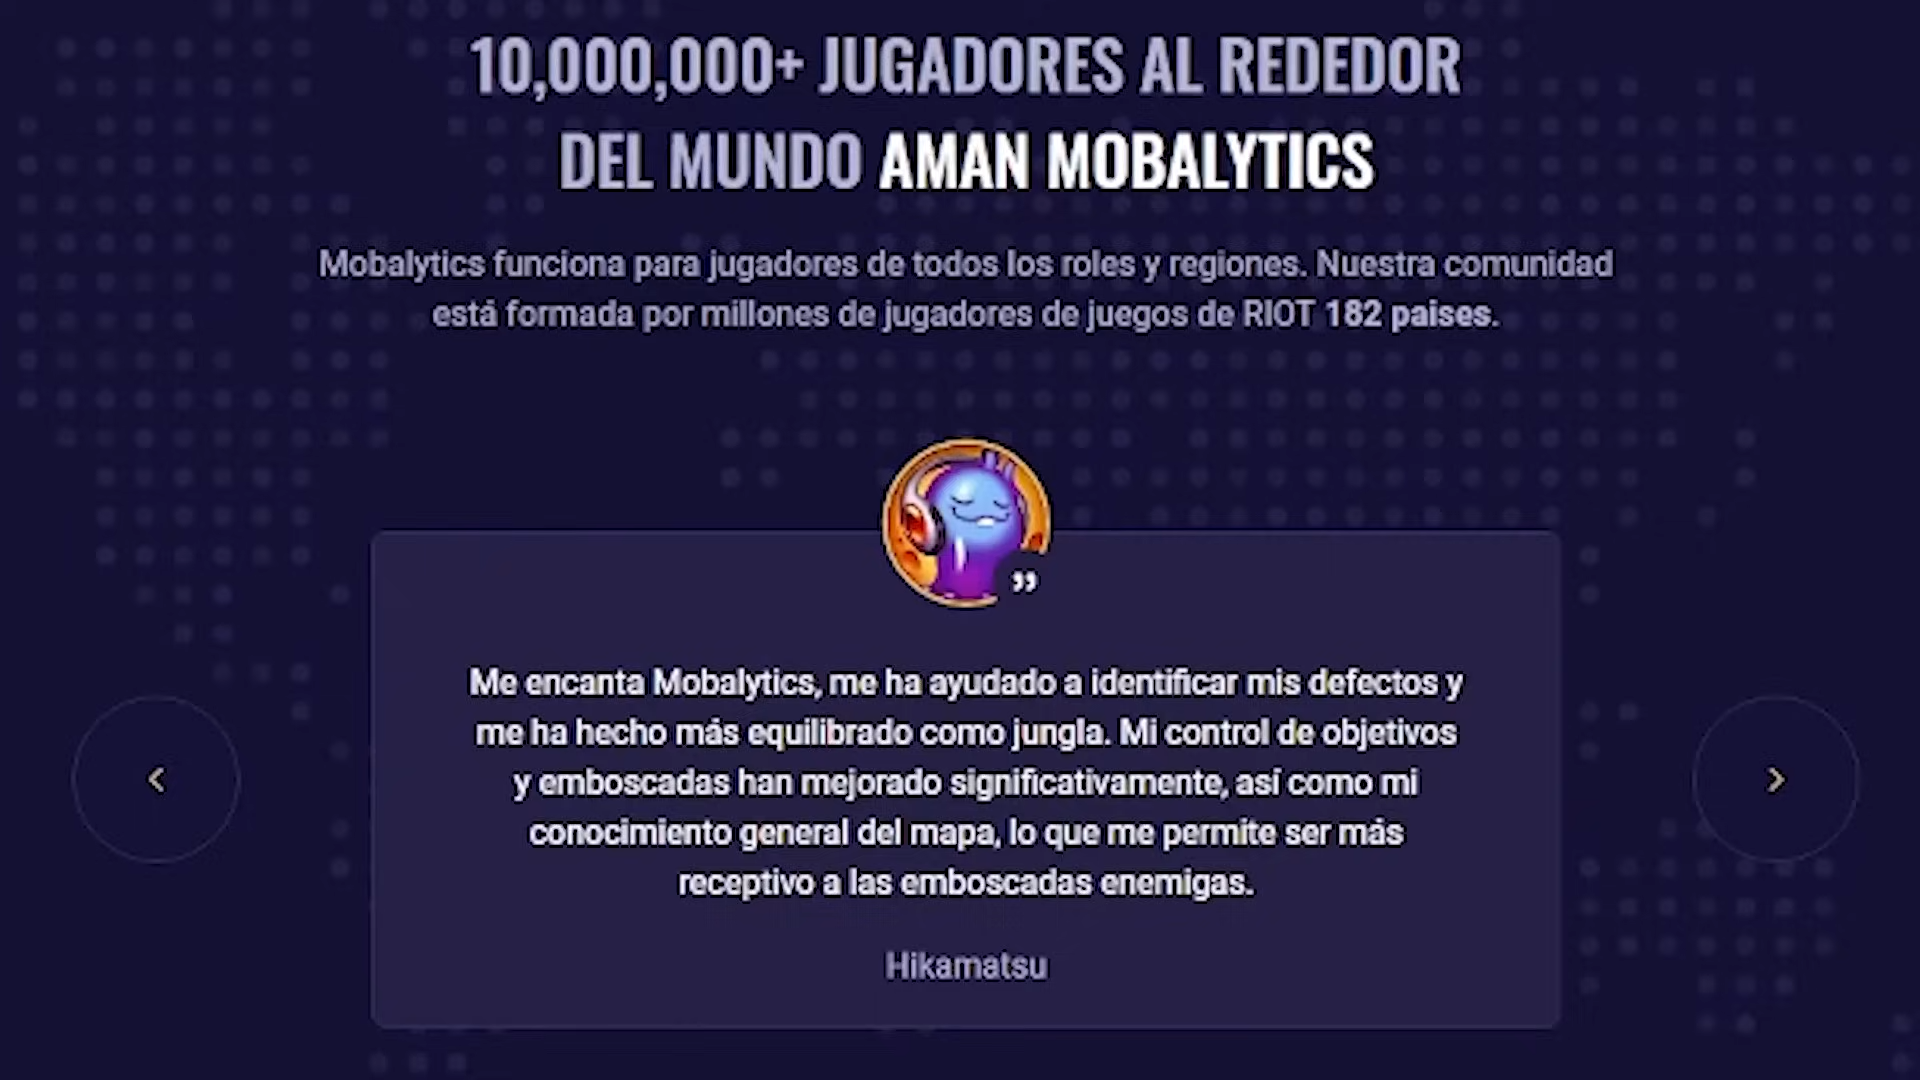 10,000,000+ JUGADORES AL REDEDOR
DEL MUNDO AMAN MOBALYTICS
Mobalytics funciona para jugadores de todos los roles y regiones. Nuestra comunidad
está formada por millones de jugadores de juegos de RIOT 182 paises.
”
Me encanta Mobalytics, me ha ayudado a identificar mis defectos y
me ha hecho más equilibrado como jungla. Mi control de objetivos
y emboscadas han mejorado significativamente, así como mi
conocimiento general del mapa, lo que me permite ser más
receptivo a las emboscadas enemigas.
Hikamatsu